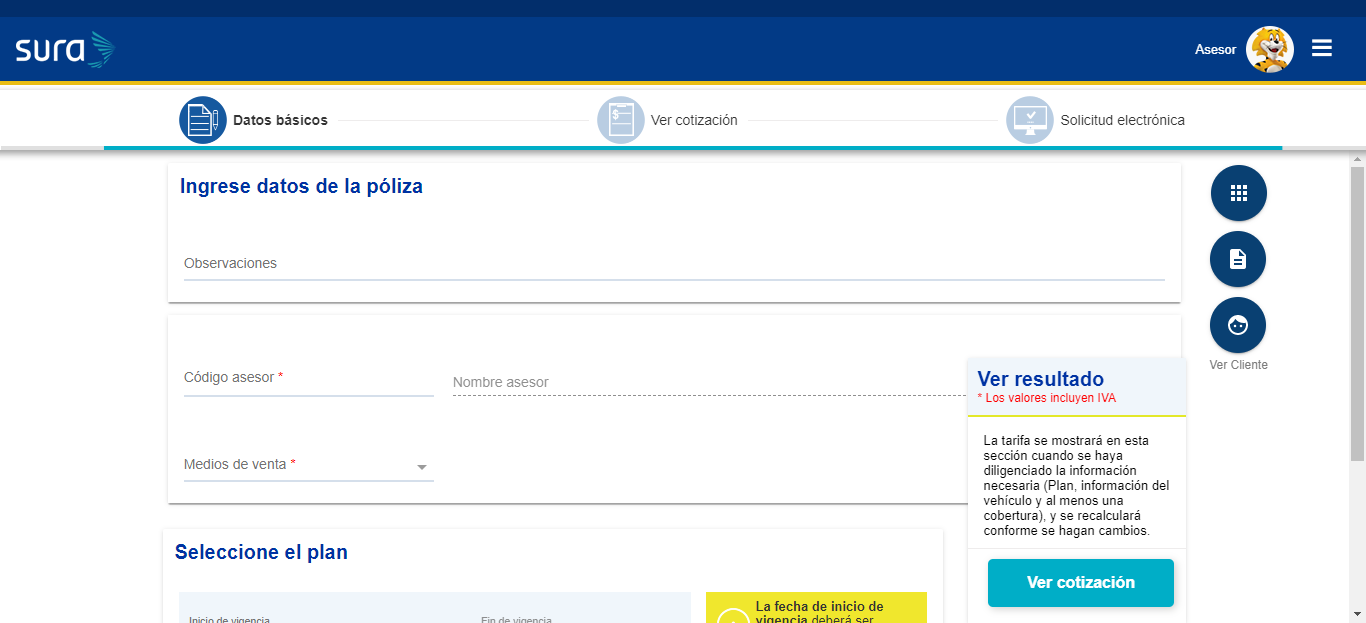 sura
Asesor
Datos básicos
Ver cotización
Solicitud electrónica
Ingrese datos de la póliza
Observaciones
Ver Cliente
Código asesor *
Nombre asesor
Medios de venta *
Ver resultado
* Los valores incluyen IVA
La tarifa se mostrará en esta
sección cuando se haya
diligenciado la información
necesaria (Plan, información del
vehículo y al menos una
cobertura), y se recalculará
conforme se hagan cambios.
Ver cotización
Seleccione el plan
Inicio de vigencia
Fin de vigencia
La fecha de inicio de
vigencia deberá ser